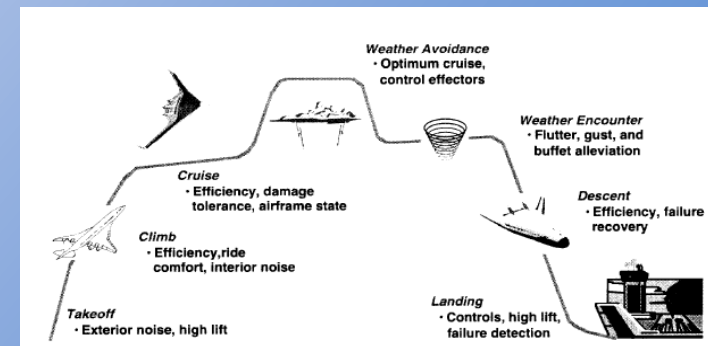 Weather Avoidance
· Optimum cruise,
control effectors
Weather Encounter
· Flutter, gust, and
buffet alleviation
Cruise
· Efficiency, damage
tolerance, airframe state
Descent
· Efficiency, failure
recovery
Climb
· Efficiency,ride
comfort, interior noise
Takeoff
· Exterior noise, high lift
Landing
· Controls, high lift,
failure detection